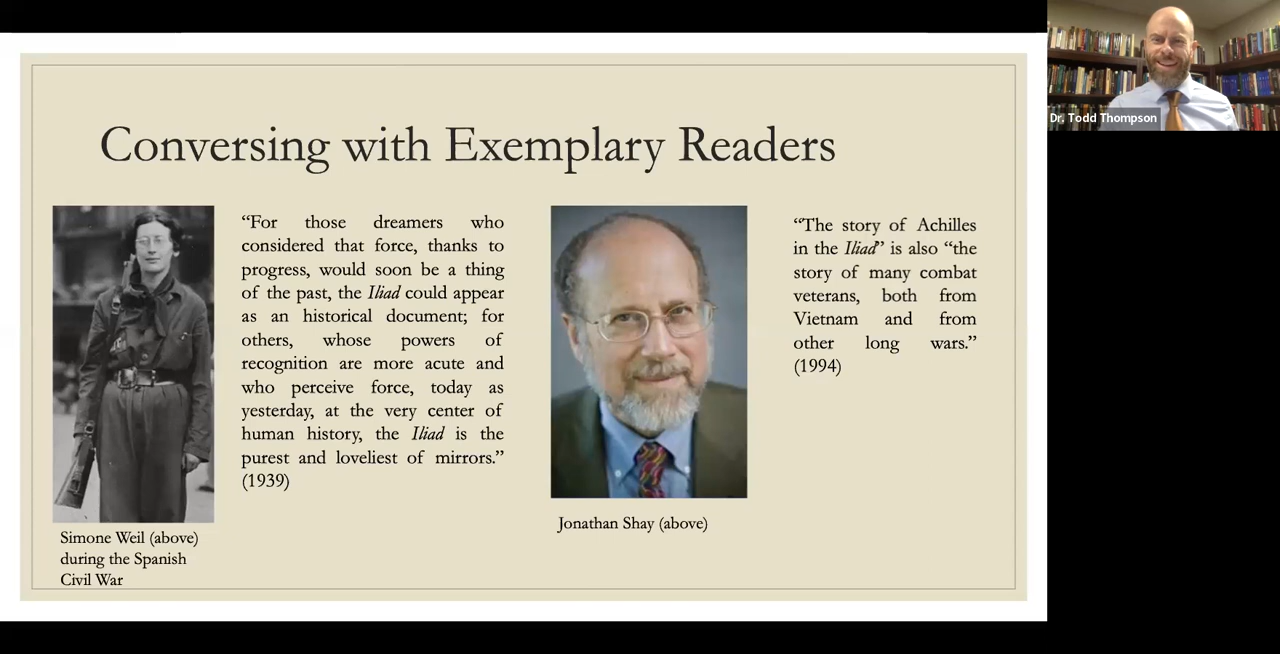 Conversing with Exemplary Readers
“For those dreamers who
considered that force, thanks to
progress, would soon be a thing
of the past, the Iliad could appear
as an historical document; for
others, whose powers of
recognition are more acute and
who perceive force, today as
yesterday, at the very center of
human history, the Iliad is the
purest and loveliest of mirrors.”
(1939)
Simone Weil (above)
during the Spanish
Civil War
Jonathan Shay (above)
“The story of Achilles
in the Iliad” is also “the
story of many combat
veterans, both from
Vietnam and from
other long wars.”
(1994)
Dr. Todd Thompson